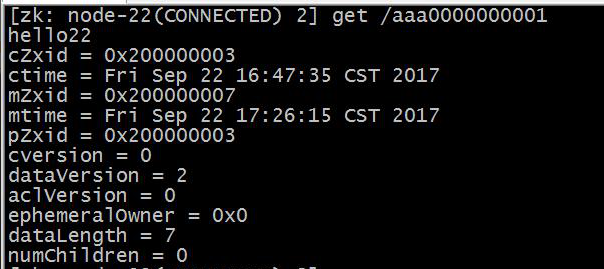 [zk: node-22(CONNECTED) 2] get /aaa0000000001
hello22
cZxid = 0x200000003
ctime = Fri Sep 22 16:47:35 CST 2017
mZxid = 0x200000007
mtime = Fri Sep 22 17:26:15 CST 2017
pZxid = 0x200000003
cversion = 0
dataVersion = 2
aclVersion = 0
ephemeralOwner = 0x0
dataLength = 7
numChildren = 0